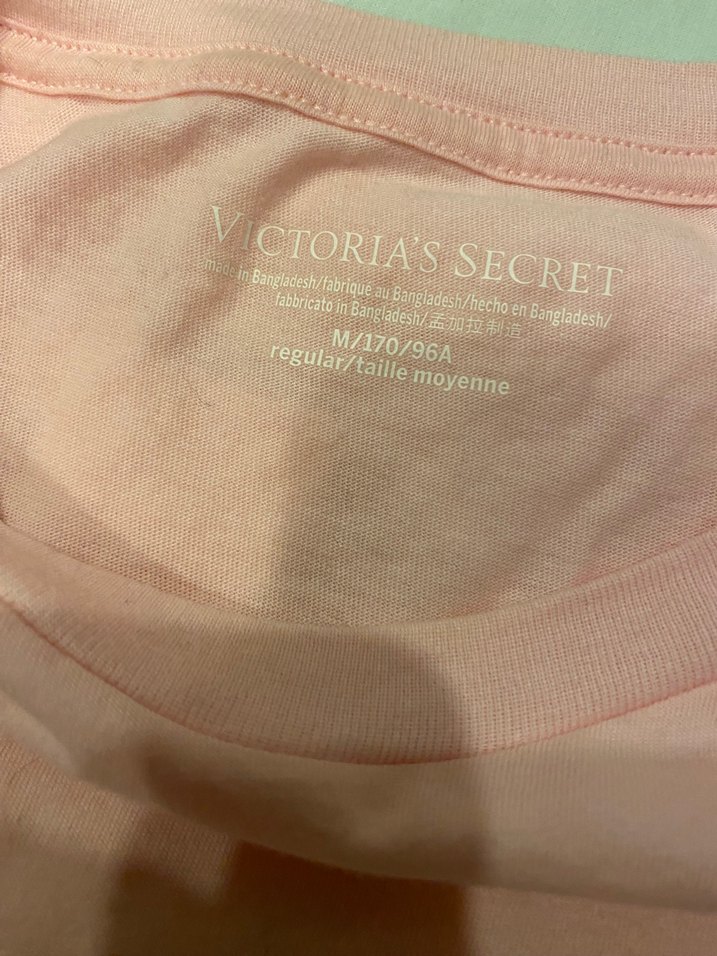 VICTORIA'S SECRET
made in Bangladesh/fabrique au Bangladesh/hecho en Bangladesh/
fabbricato in Bangladesh/孟加拉制造
M/170/96A
regular/taille moyenne